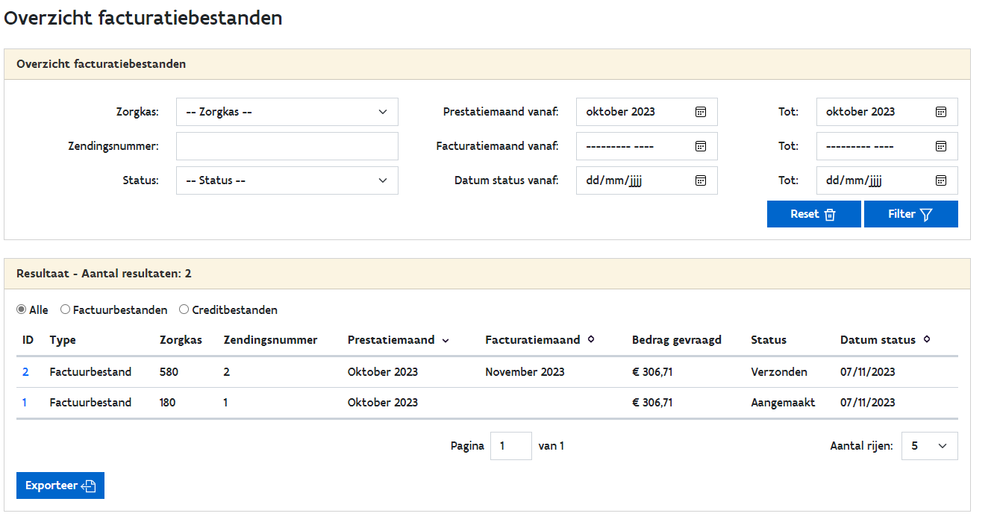 Overzicht facturatiebestanden
Overzicht facturatiebestanden
Zorgkas: -- Zorgkas -- Prestatiemaand vanaf: oktober 2023 Tot: oktober 2023
Zendingsnummer: Facturatiemaand vanaf: --------- ---- Tot: --------- ----
Status: -- Status -- Datum status vanaf: dd/mm/jjjj Tot: dd/mm/jjjj
Reset Filter
Resultaat - Aantal resultaten: 2
Alle Factuurbestanden Creditbestanden
ID Type Zorgkas Zendingsnummer Prestatiemaand Facturatiemaand Bedrag gevraagd Status Datum status
2 Factuurbestand 580 2 Oktober 2023 November 2023 € 306,71 Verzonden 07/11/2023
1 Factuurbestand 180 1 Oktober 2023 € 306,71 Aangemaakt 07/11/2023
Pagina 1 van 1 Aantal rijen: 5
Exporteer